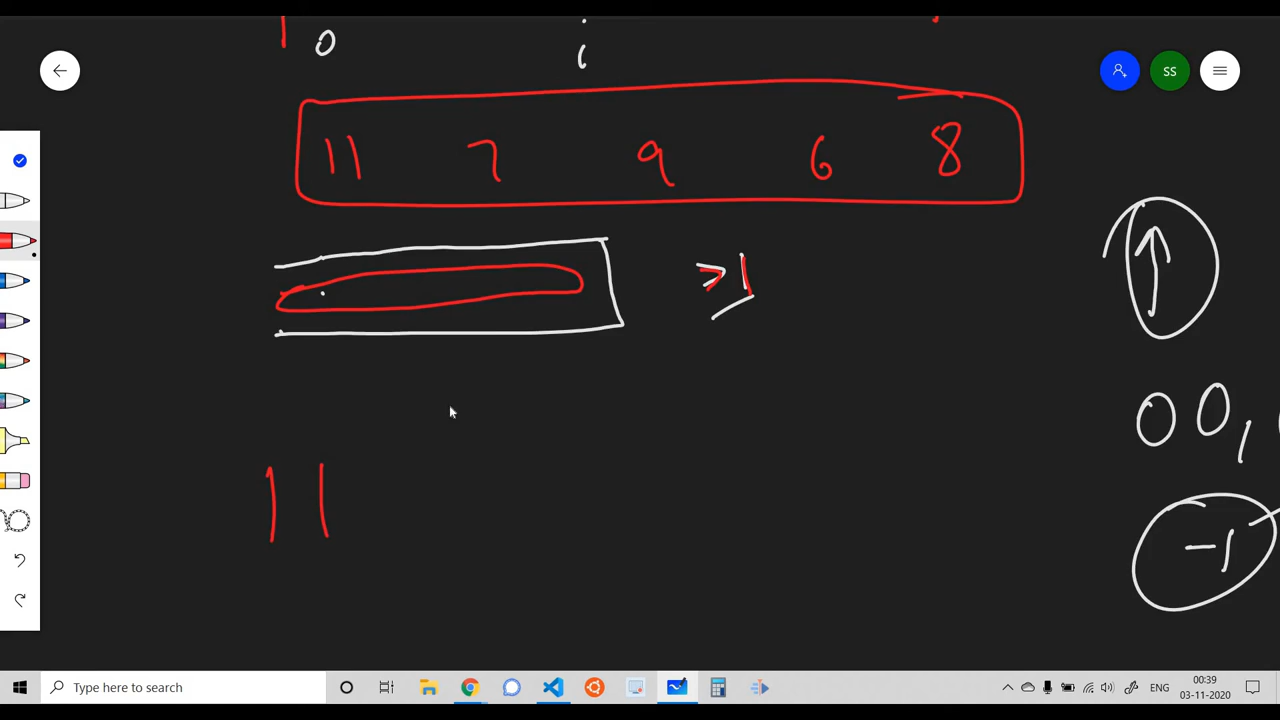 0 i
SS
11 7 9 6 8
>1
00,
11
-1
Type here to search
ENG
00:39
03-11-2020